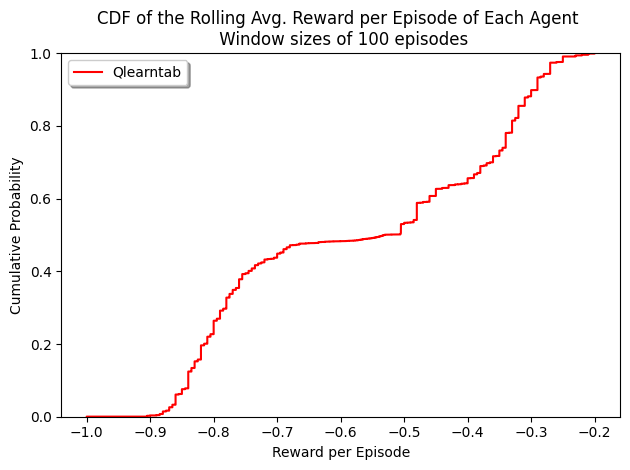 CDF of the Rolling Avg. Reward per Episode of Each Agent
Window sizes of 100 episodes
Qlearntab
Cumulative Probability
1.0
0.8
0.6
0.4
0.2
0.0
−1.0 −0.9 −0.8 −0.7 −0.6 −0.5 −0.4 −0.3 −0.2
Reward per Episode